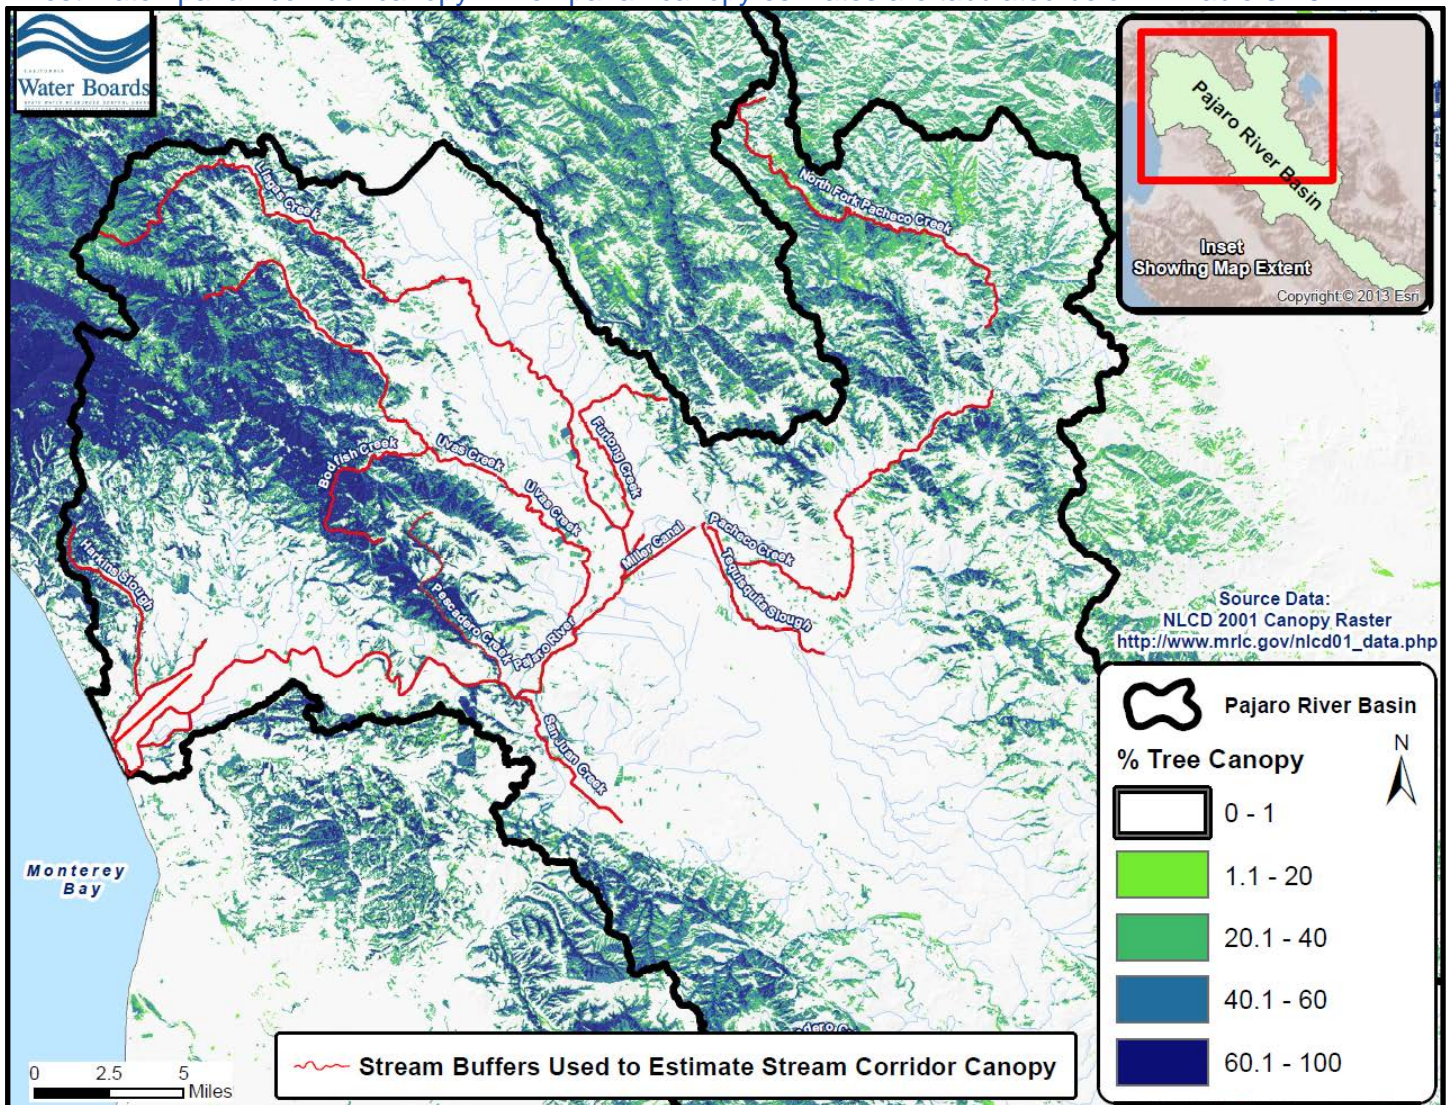 CALIFORNIA
Water Boards
Pajaro River Basin
Inset
Showing Map Extent
Copyright:© 2013 Esri
Llagas Creek
North Fork Pacheco Creek
Bodfish Creek
Uvas Creek
Uvas Creek
Furlong Creek
Miller Canal
Pacheco Creek
Tequisquita Slough
Harkins Slough
Pescadero Creek
Pajaro River
San Juan Creek
Source Data:
NLCD 2001 Canopy Raster
http://www.mrlc.gov/nlcd01_data.php
Monterey
Bay
Pajaro River Basin
% Tree Canopy
N
0 - 1
1.1 - 20
20.1 - 40
40.1 - 60
60.1 - 100
0 2.5 5
Miles
Stream Buffers Used to Estimate Stream Corridor Canopy